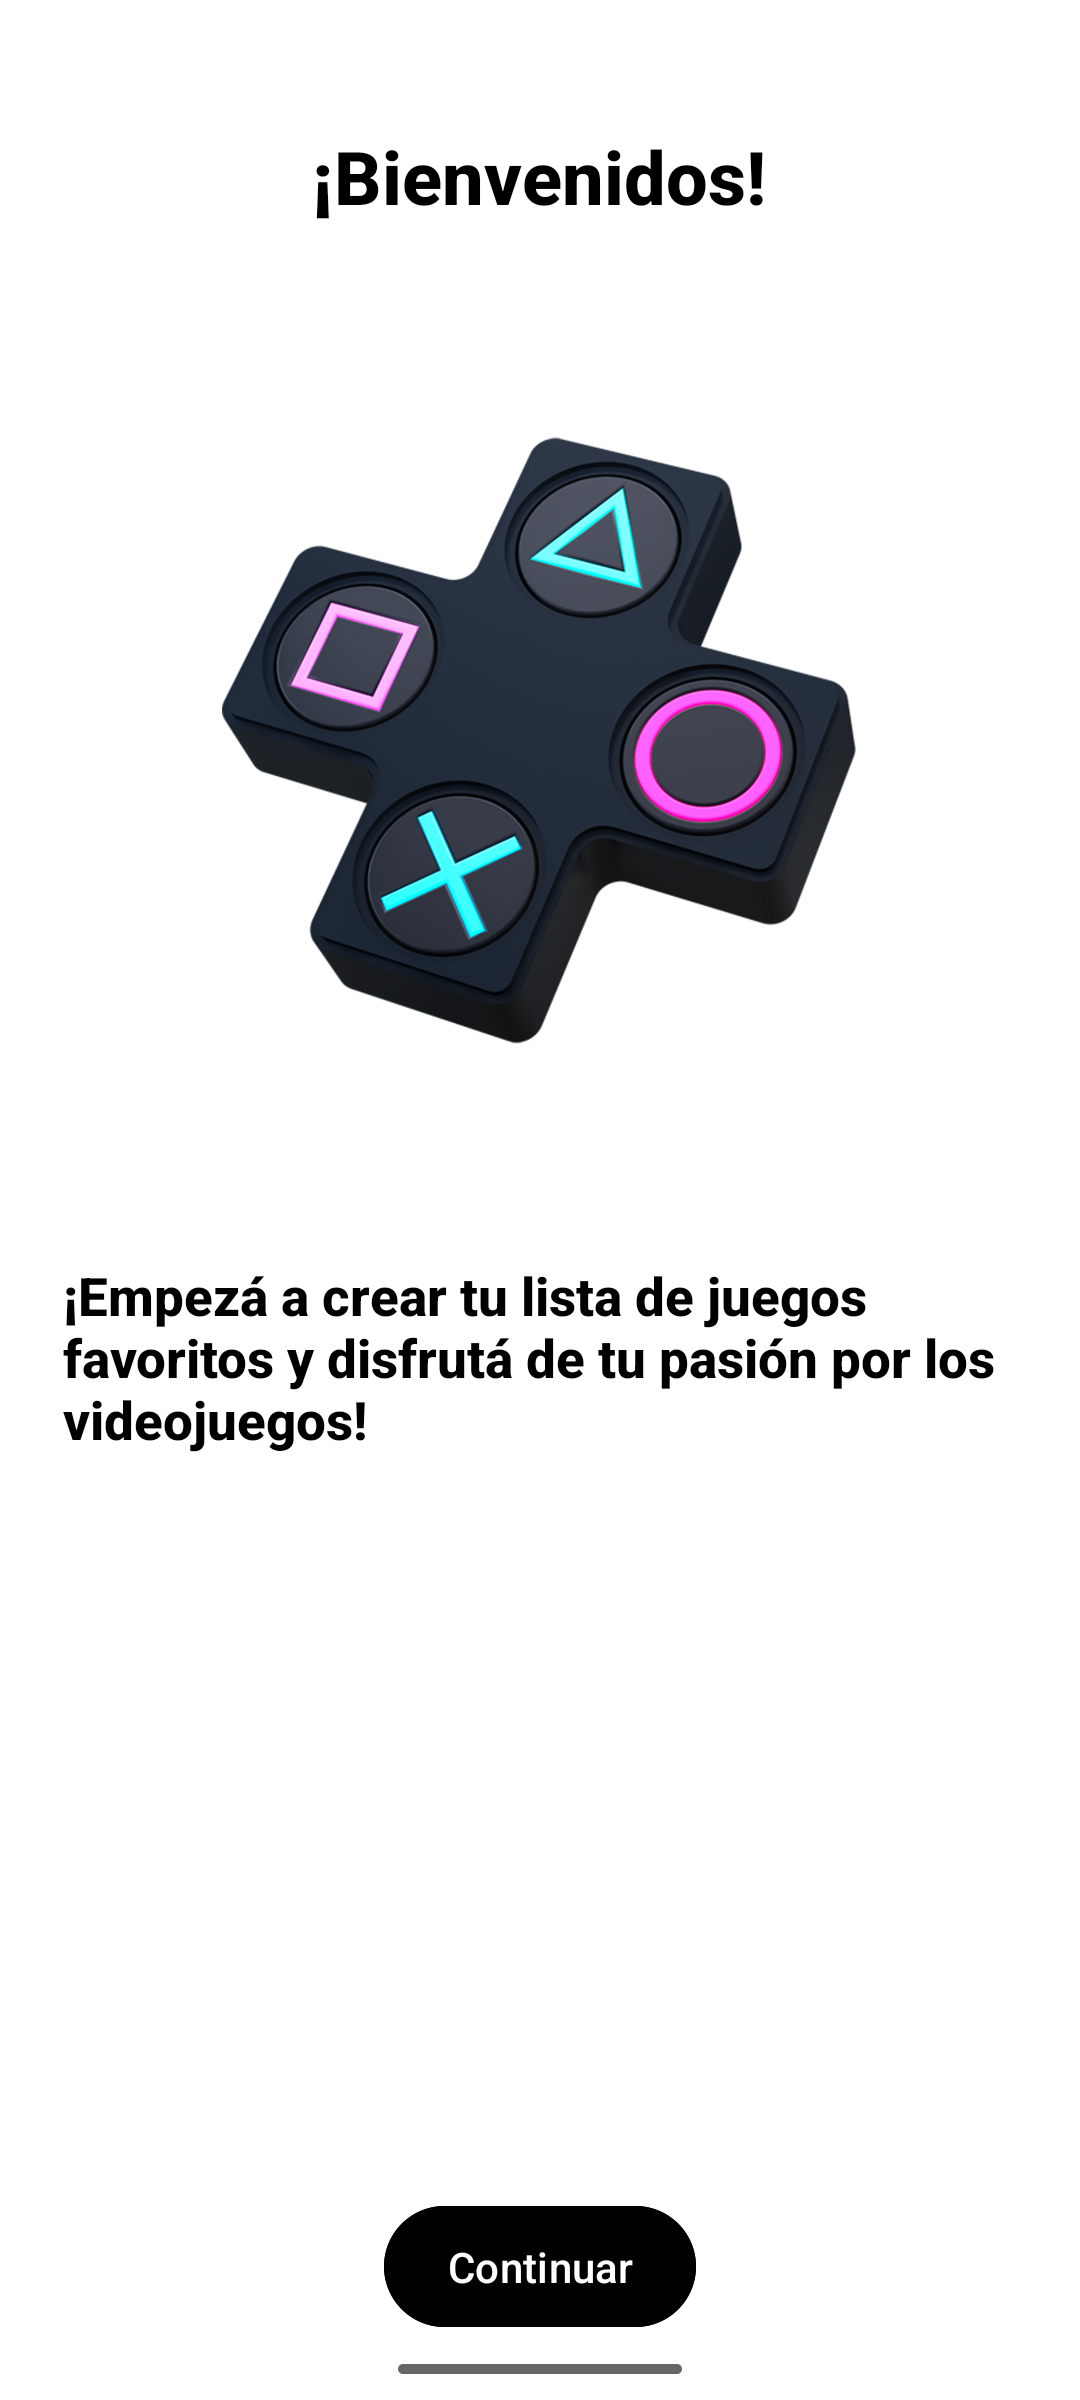 ¡Bienvenidos!
¡Empezá a crear tu lista de juegos
favoritos y disfrutá de tu pasión por los
videojuegos!
Continuar